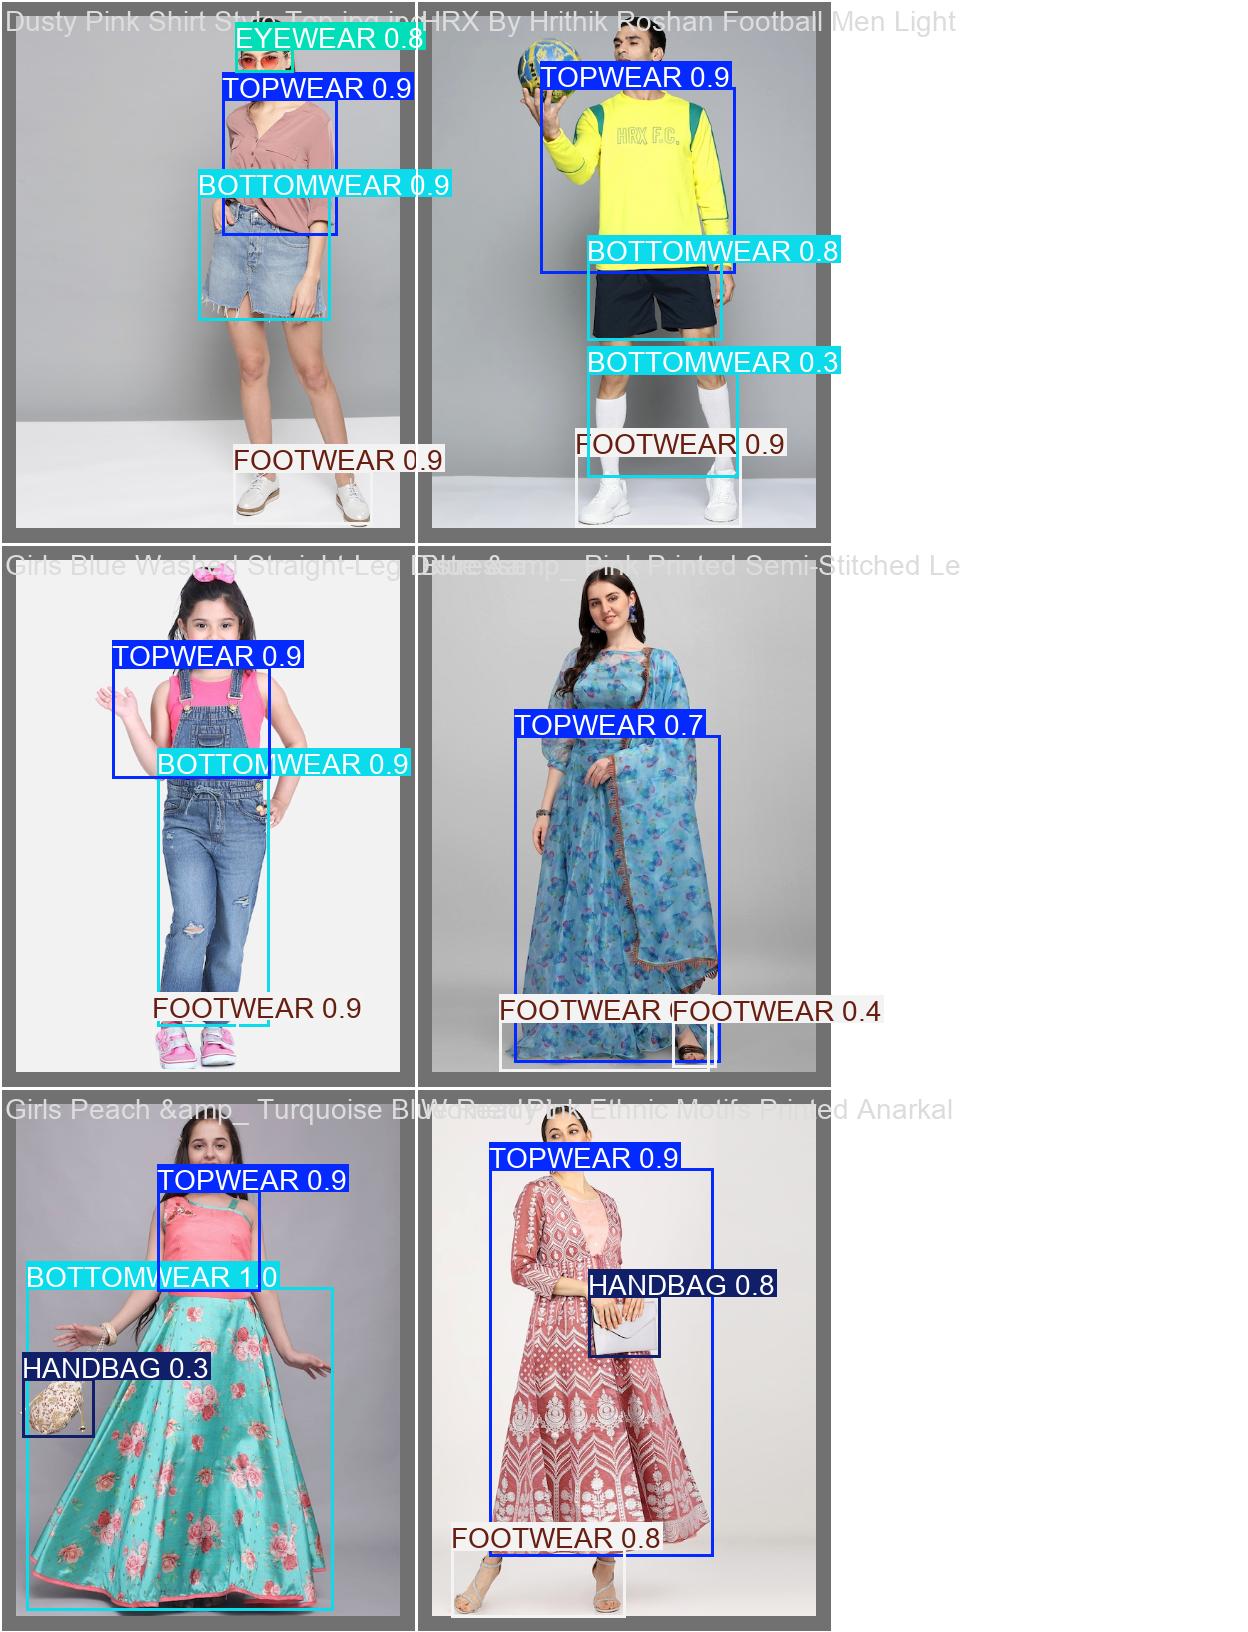 Dusty Pink Shirt Style Top.jpg.jpg
EYEWEAR 0.8
TOPWEAR 0.9
BOTTOMWEAR 0.9
FOOTWEAR 0.9
HRX By Hrithik Roshan Football Men Light
TOPWEAR 0.9
HRX F.C.
BOTTOMWEAR 0.8
BOTTOMWEAR 0.3
FOOTWEAR 0.9
Girls Blue Washed Straight-Leg
TOPWEAR 0.9
BOTTOMWEAR 0.9
FOOTWEAR 0.9
Blue &amp_ Pink Printed Semi-Stitched Le
TOPWEAR 0.7
FOOTWEAR
FOOTWEAR 0.4
Girls Peach &amp_ Turquoise Blue Ready
TOPWEAR 0.9
BOTTOMWEAR 1.0
HANDBAG 0.3
Women Pink Ethnic Motifs Printed Anarkal
TOPWEAR 0.9
HANDBAG 0.8
FOOTWEAR 0.8